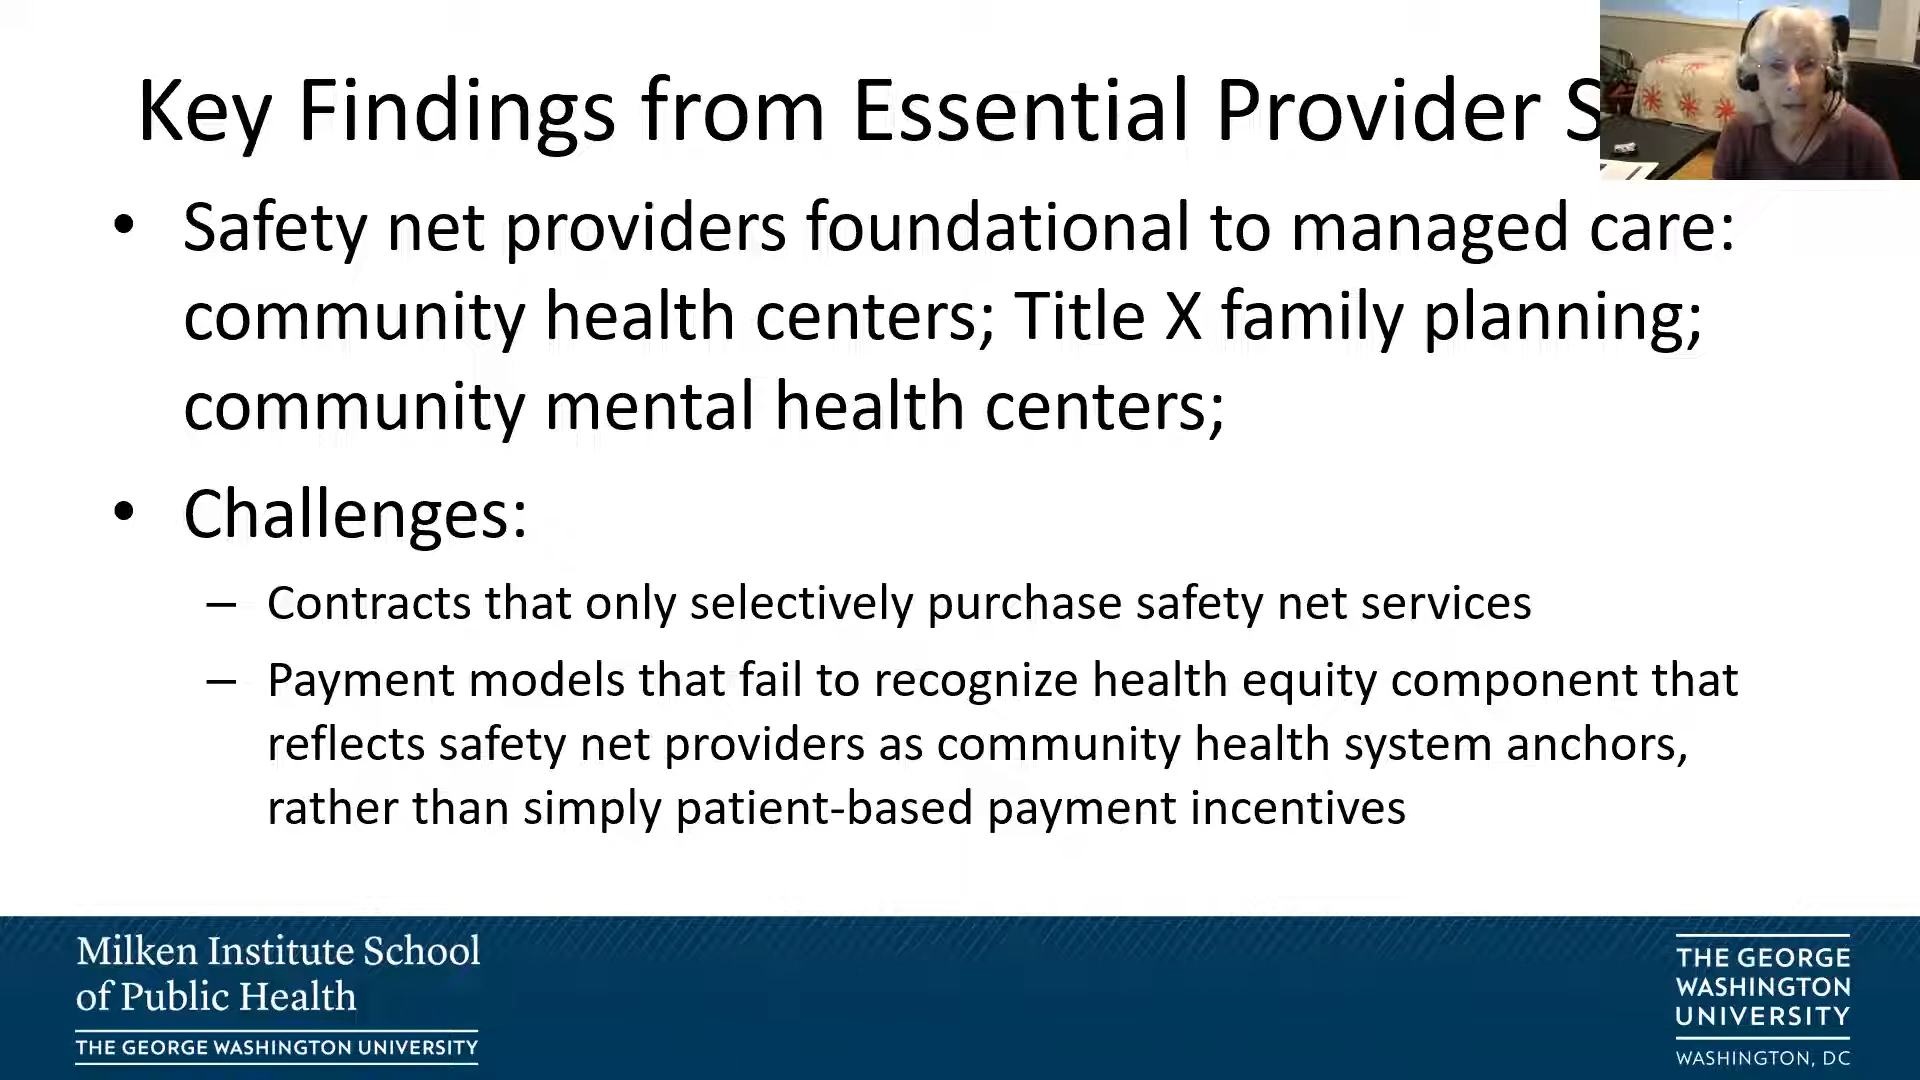 Key Findings from Essential Provider
• Safety net providers foundational to managed care:
community health centers; Title X family planning;
community mental health centers;
• Challenges:
– Contracts that only selectively purchase safety net services
– Payment models that fail to recognize health equity component that
reflects safety net providers as community health system anchors,
rather than simply patient-based payment incentives
Milken Institute School
of Public Health
THE GEORGE WASHINGTON UNIVERSITY
THE GEORGE
WASHINGTON
UNIVERSITY
WASHINGTON, DC